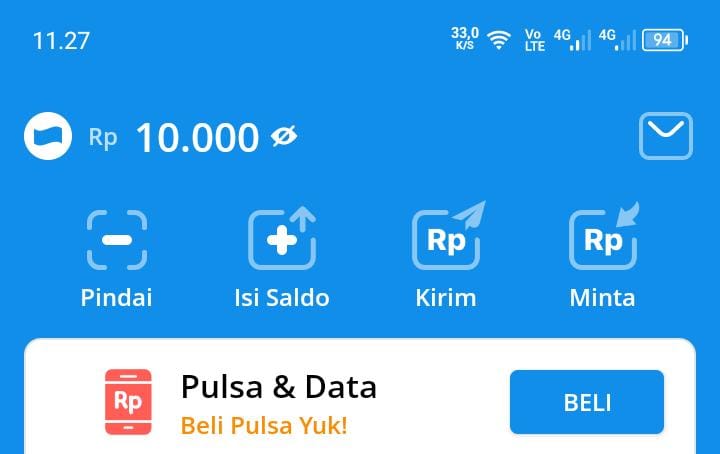 11.27
33,0
K/S
Vo
LTE
4G
4G
94
Rp 10.000
Rp
Rp
Pindai
Isi Saldo
Kirim
Minta
Rp
Pulsa & Data
Beli Pulsa Yuk!
BELI